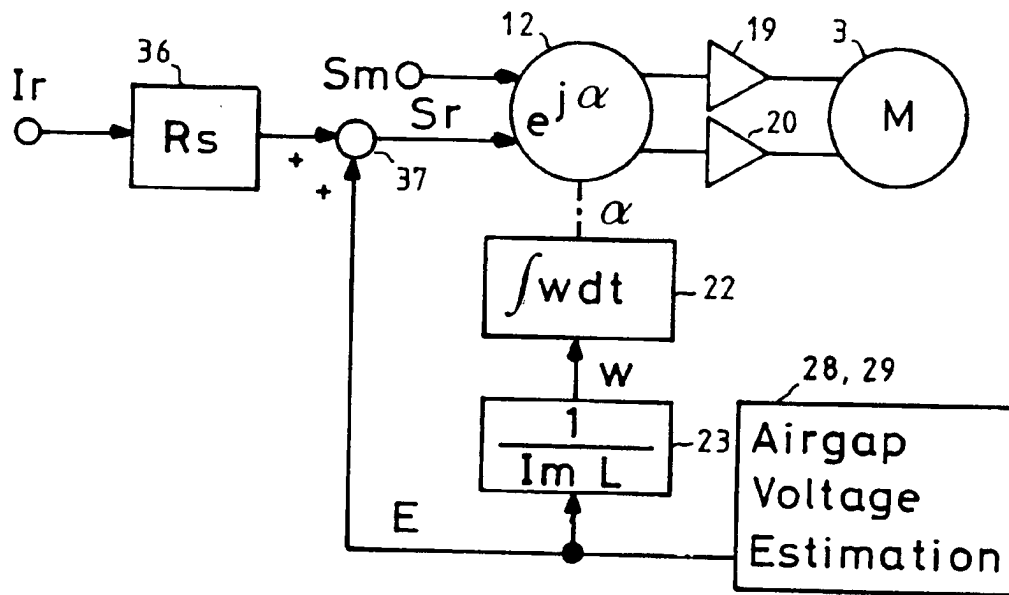 12
19
3
36
Ir
Sm
Sr
e^jα
M
Rs
20
+
+
37
α
∫wdt
22
w
28, 29
1
Im L
23
Airgap
Voltage
Estimation
E